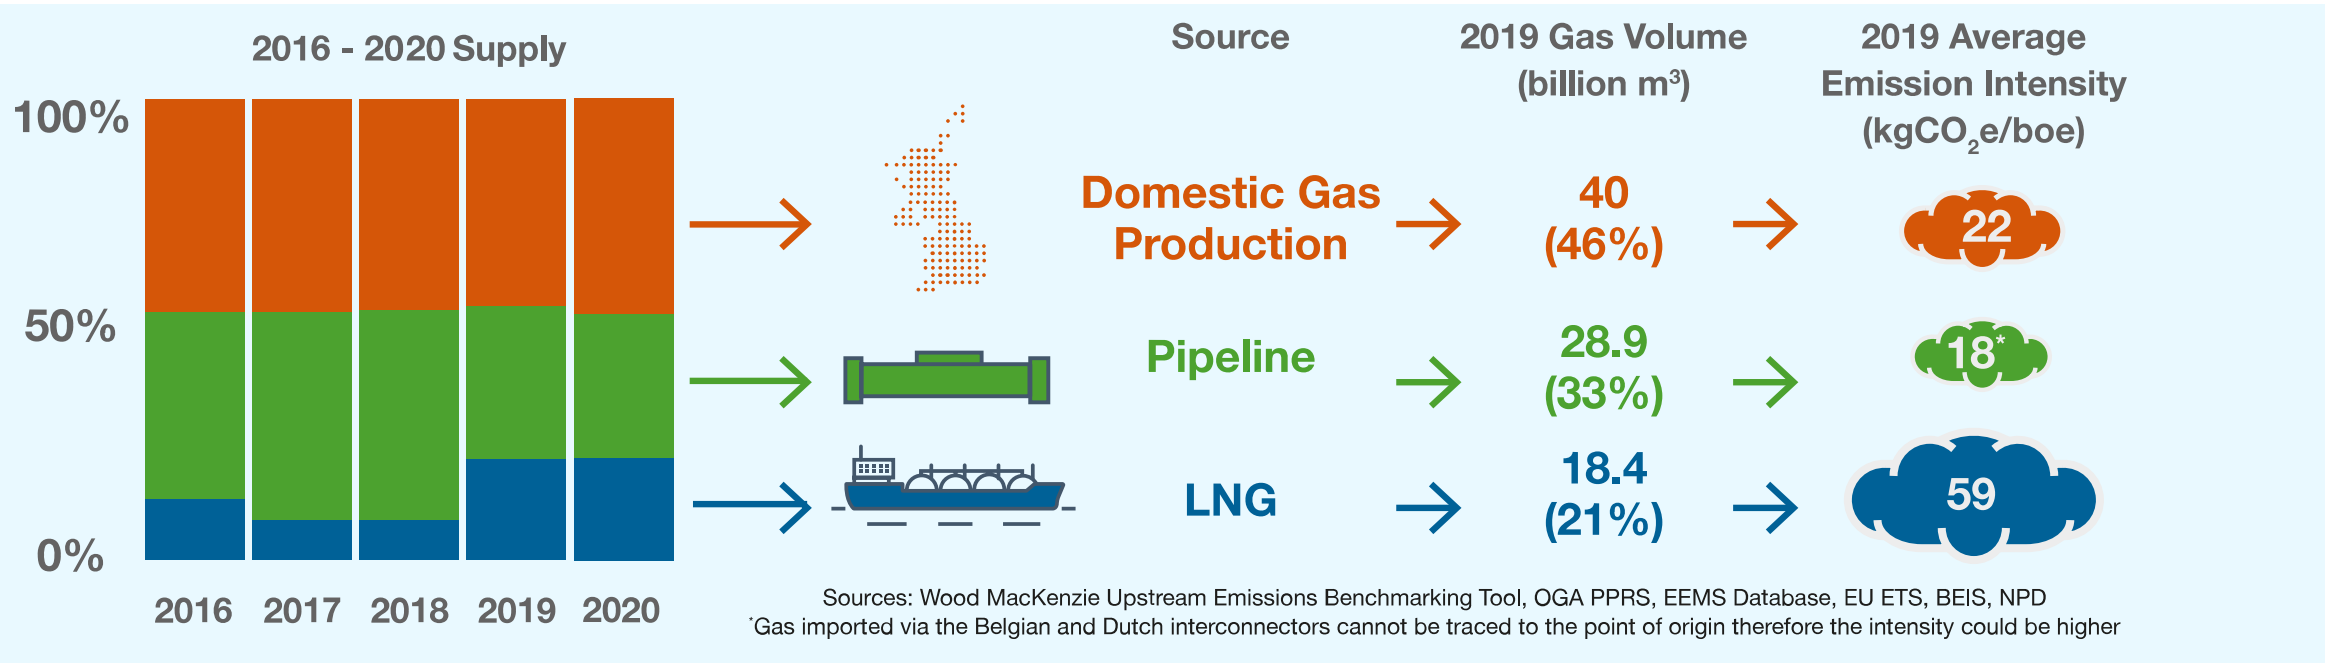 2016 - 2020 Supply
100%
50%
0%
2016 2017 2018 2019 2020
Source
2019 Gas Volume
(billion m³)
2019 Average
Emission Intensity
(kgCO₂e/boe)
Domestic Gas
Production
40
(46%)
22
Pipeline
28.9
(33%)
18*
LNG
18.4
(21%)
59
Sources: Wood MacKenzie Upstream Emissions Benchmarking Tool, OGA PPRS, EEMS Database, EU ETS, BEIS, NPD
*Gas imported via the Belgian and Dutch interconnectors cannot be traced to the point of origin therefore the intensity could be higher